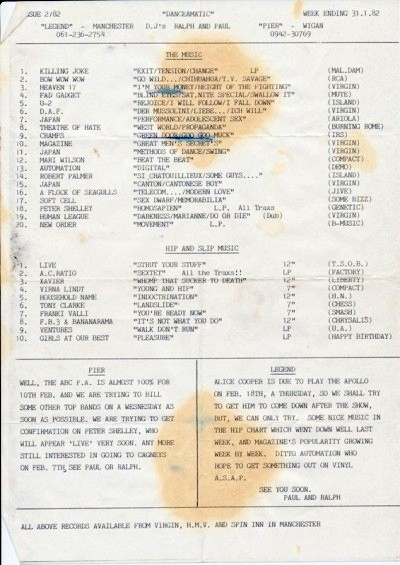 SSUE 2/82 "DANCEAMATIC" WEEK ENDING 31.1.82
"LEGEND" - MANCHESTER D.J's RALPH AND PAUL "PIER" - WIGAN
061-236-2754 0942-30769
THE MUSIC
1. KILLING JOKE "EXIT/TENSION/CHANGE" LP (MAL.DAM)
2. BOW WOW WOW "GO WILD.../CHIHUAHUA/T.V. SAVAGE" (RCA)
3. HEAVEN 17 "I'M YOUR MONEY/HEIGHT OF THE FIGHTING" (VIRGIN)
4. FAD GADGET SPECIAL/SWALLOW IT" (MUTE)
5. U-2 "REJOICE/I WILL FOLLOW/I FALL DOWN" (ISLAND)
6. D.A.F. "DER MUSSOLINI/LIEBE.../ICH WILL" (VIRGIN)
7. JAPAN "PERFORMANCE/ADOLESCENT SEX" (ARIOLA)
8. THEATRE OF HATE "WEST WORLD/PROPAGANDA" (BURNING HOME)
9. CHAMPS "GREEN DOOR/GOO GOO MUCK" (IRS)
10. MAGAZINE "GREAT MEN'S SECRETS" (VIRGIN)
11. JAPAN "METHODS OF DANCE/SWING" (VIRGIN)
12. MARI WILSON "BEAT THE BEAT" (COMPACT)
13. AUTOMATION "DIGITAL" (DEMO)
14. ROBERT PALMER "SI CHATOUILLEUX/SOME GUYS...." (ISLAND)
15. JAPAN "CANTON/CANTONESE BOY" (VIRGIN)
16. A FLOCK OF SEAGULLS "TELECOM...../MODERN LOVE" (JIVE)
17. SOFT CELL "SEX DWARF/MEMORABILIA" (SOME BIZZ)
18. PETER SHELLEY "HOMOSAPIEN" L.P. All Traxs (GENETIC)
19. HUMAN LEAGUE "DARKNESS/MARIANNE/DO OR DIE" (Dub) (VIRGIN)
20. NEW ORDER "MOVEMENT" L.P. (B-MUSIC)
HIP AND SLIP MUSIC
1. LIVE "STRUT YOUR STUFF" 12" (T.S.O.B.)
2. A.C.RATIO "SEXTET" All the Traxs!! LP (FACTORY)
3. XAVIER "WHOMP THAT SUCKER TO DEATH" 12" (LIBERTY)
4. VIRNA LINDT "YOUNG AND HIP" 7" (COMPACT)
5. HOUSEHOLD NAME "INDOCTRINATION" 12" (H.N.)
6. TONY CLARKE "LANDSLIDE" 7" (CHESS)
7. FRANKI VALLI "YOU'RE READY NOW" 7" (SMASH)
8. F.B.3 & BANANARAMA "IT'S NOT WHAT YOU DO" 12" (CHRYSALIS)
9. VENTURES "WALK DON'T RUN" LP (U.A.)
10. GIRLS AT OUR BEST "PLEASURE" LP (HAPPY BIRTHDAY)
PIER
WELL, THE ABC P.A. IS ALMOST 100% FOR
10TH FEB. AND WE ARE TRYING TO BILL
SOME OTHER TOP BANDS ON A WEDNESDAY AS
SOON AS POSSIBLE. WE ARE TRYING TO GET
CONFIRMATION ON PETER SHELLEY, WHO
WILL APPEAR 'LIVE' VERY SOON. ANY MORE
STILL INTERESTED IN GOING TO CAGNEYS
ON FEB. 7TH, SEE PAUL OR RALPH.
LEGEND
ALICE COOPER IS DUE TO PLAY THE APOLLO
ON FEB. 18TH, A THURSDAY, SO WE SHALL TRY
TO GET HIM TO COME DOWN AFTER THE SHOW,
BUT, WE CAN ONLY TRY. SOME NICE MUSIC IN
THE HIP CHART WHICH WENT DOWN WELL LAST
WEEK, AND MAGAZINE'S POPULARITY GROWING
WEEK BY WEEK. DITTO AUTOMATION WHO
HOPE TO GET SOMETHING OUT ON VINYL
A.S.A.P.
SEE YOU SOON.
PAUL AND RALPH
ALL ABOVE RECORDS AVAILABLE FROM VIRGIN, H.M.V. AND SPIN INN IN MANCHESTER